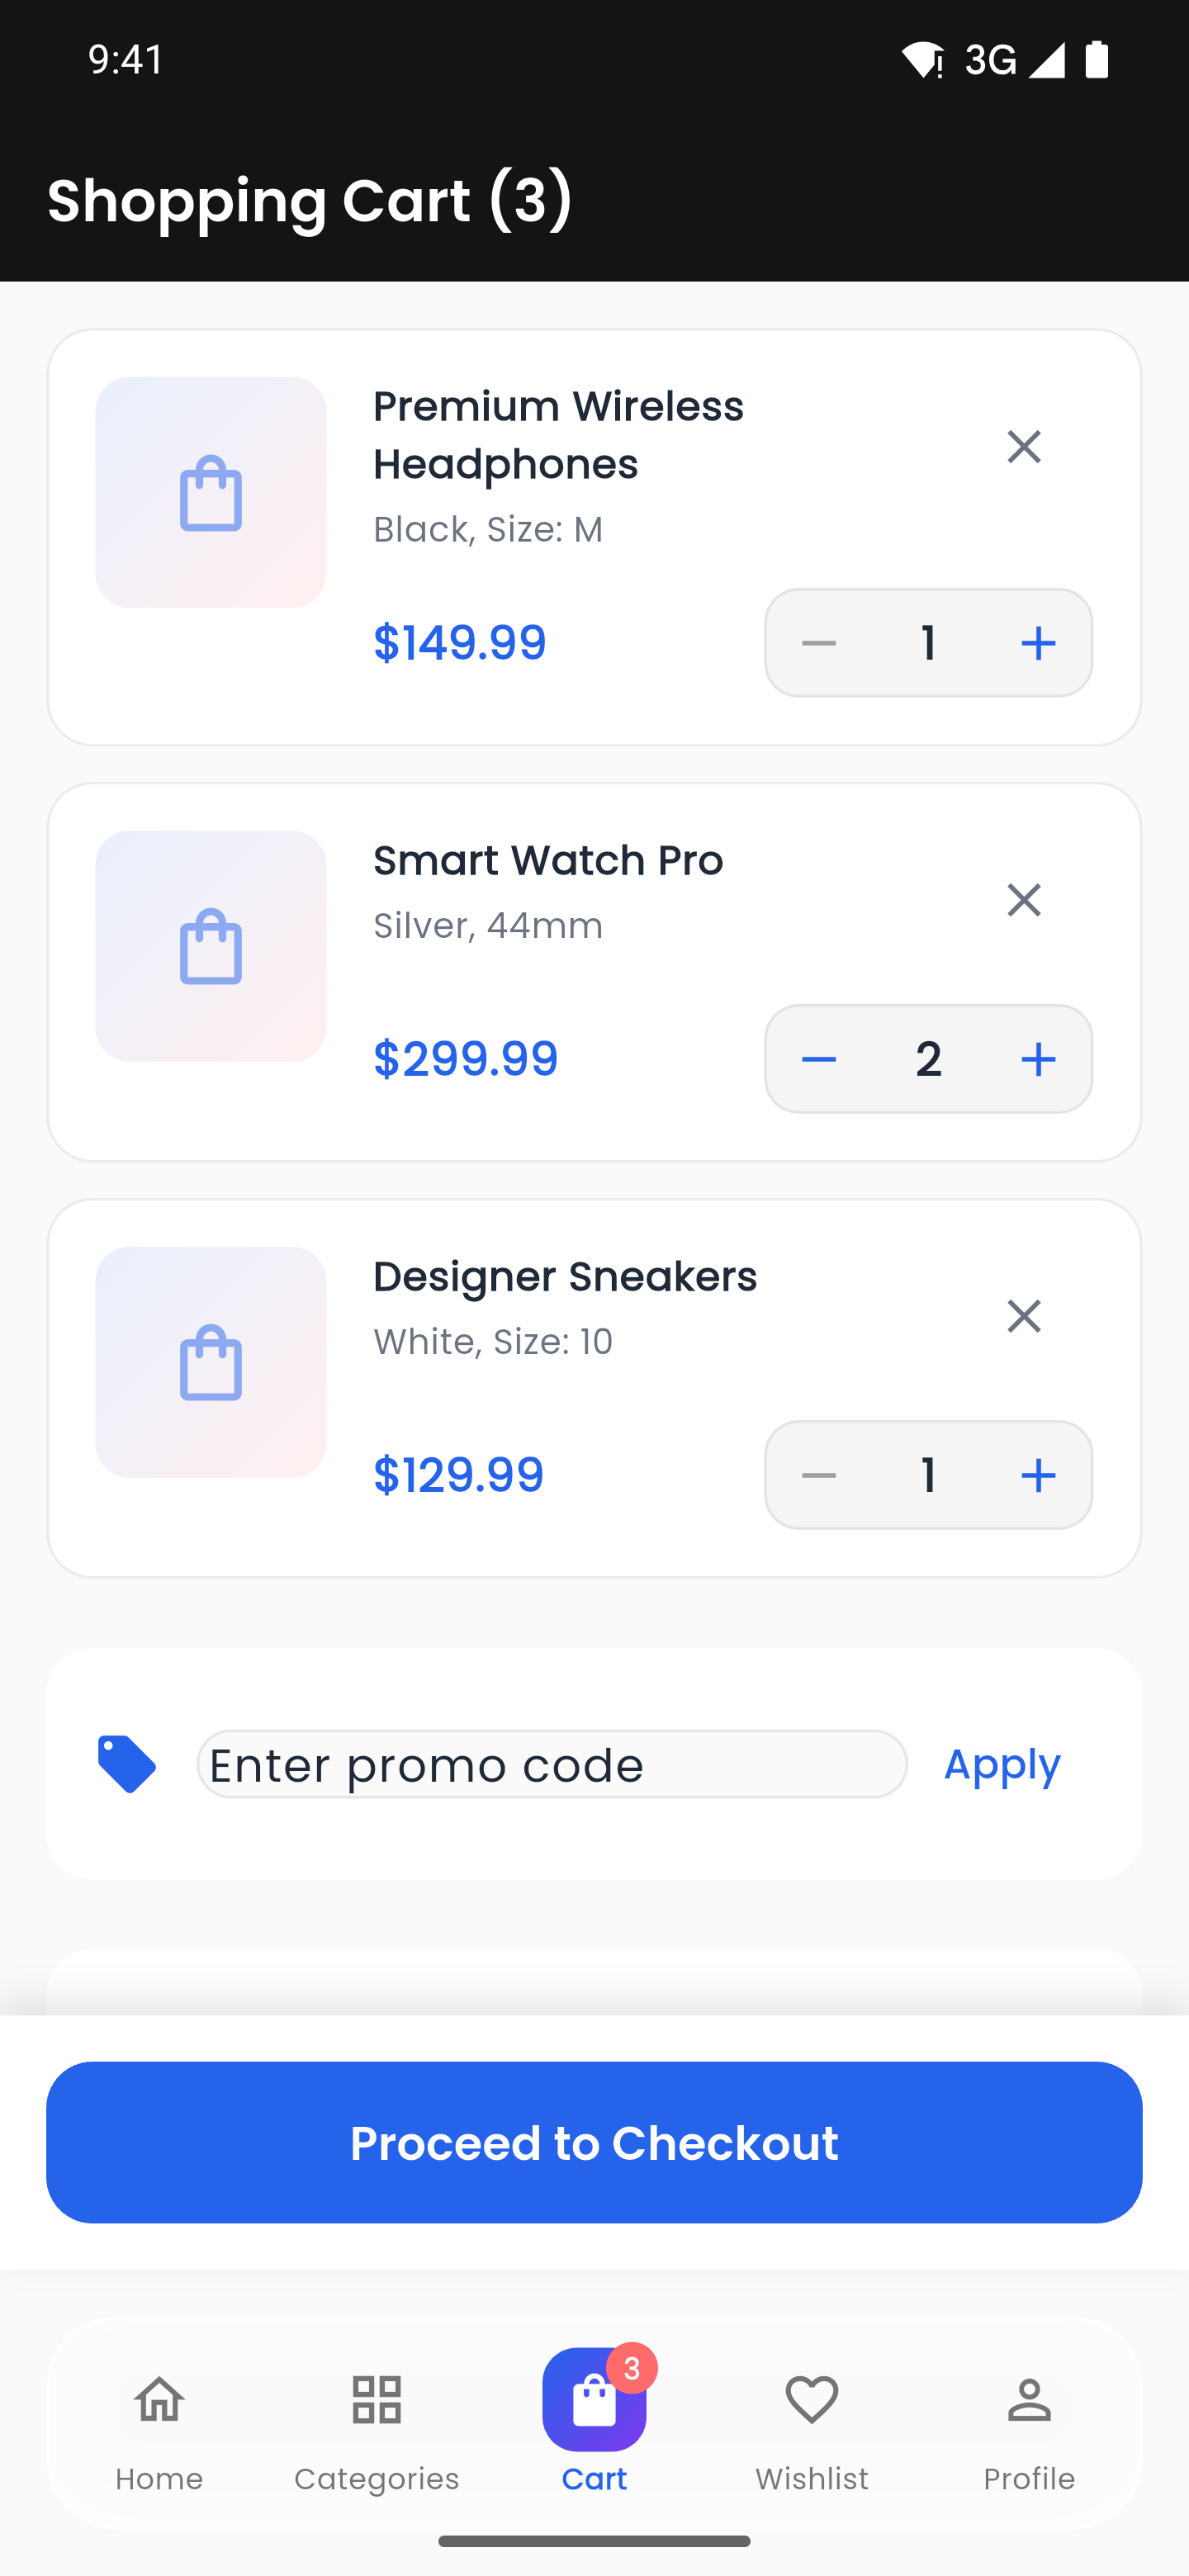 9:41
3G
Shopping Cart (3)
Premium Wireless
Headphones
Black, Size: M
$149.99
1
Smart Watch Pro
Silver, 44mm
$299.99
2
Designer Sneakers
White, Size: 10
$129.99
1
Enter promo code
Apply
Proceed to Checkout
3
Home
Categories
Cart
Wishlist
Profile